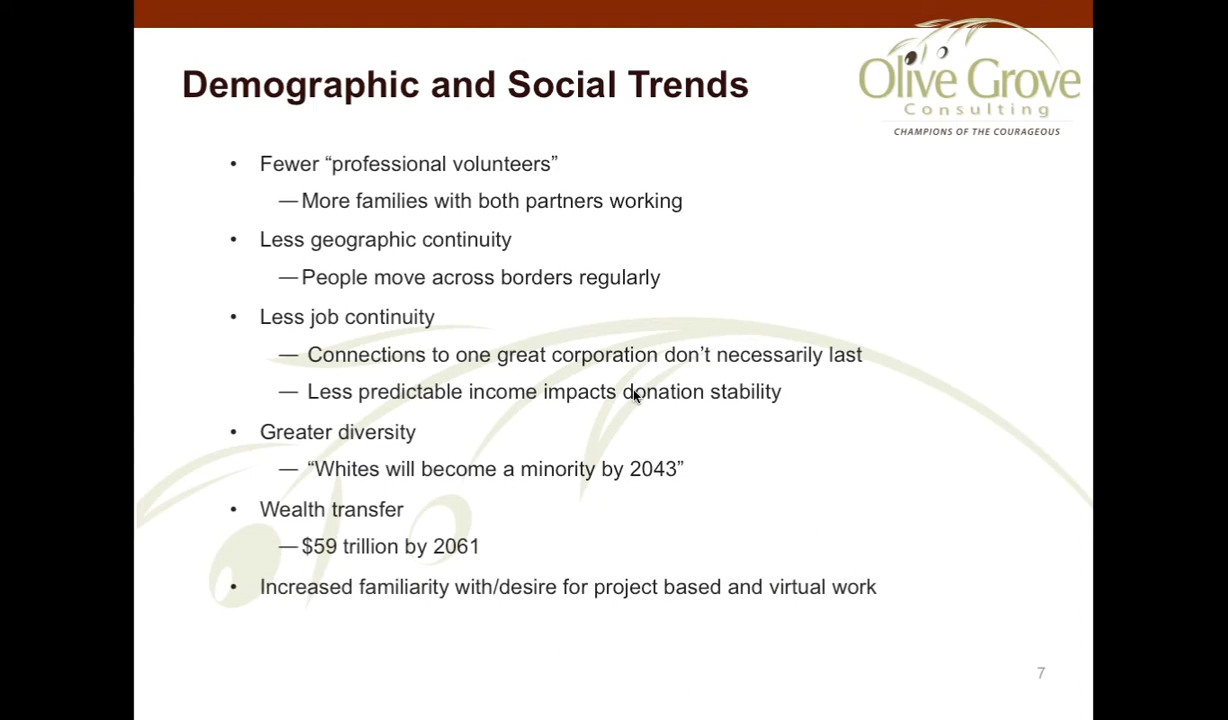 Demographic and Social Trends
Olive Grove
Consulting
CHAMPIONS OF THE COURAGEOUS
• Fewer “professional volunteers”
— More families with both partners working
• Less geographic continuity
— People move across borders regularly
• Less job continuity
— Connections to one great corporation don’t necessarily last
— Less predictable income impacts donation stability
• Greater diversity
— “Whites will become a minority by 2043”
• Wealth transfer
— $59 trillion by 2061
• Increased familiarity with/desire for project based and virtual work
7